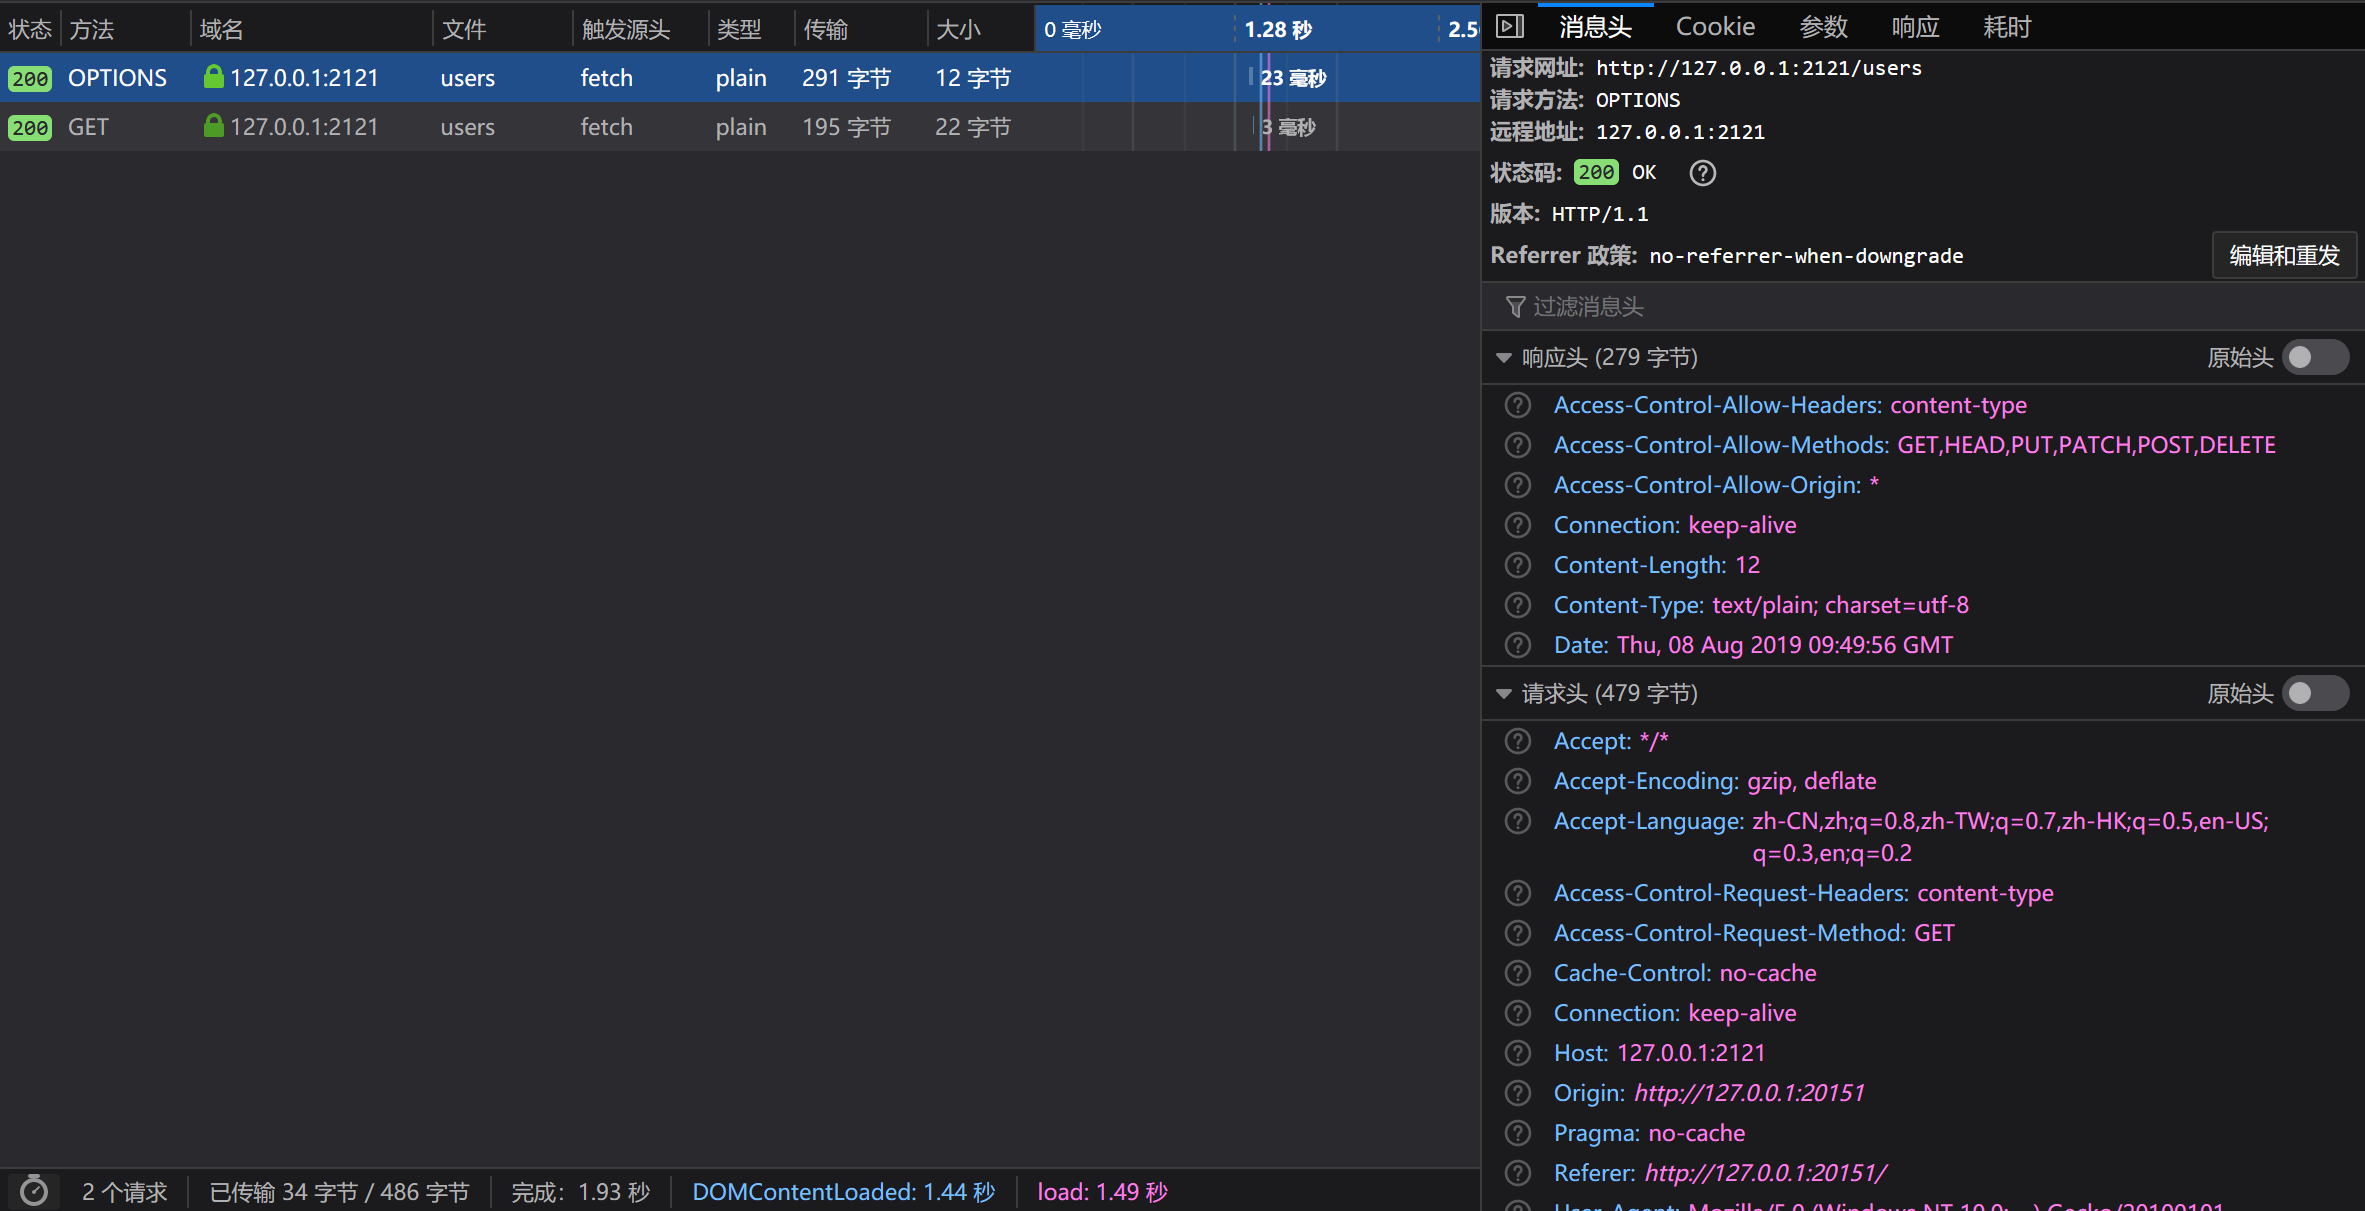 状态 方法 域名 文件 触发源头 类型 传输 大小 0 毫秒 1.28 秒 2.5
200 OPTIONS 127.0.0.1:2121 users fetch plain 291 字节 12 字节 23 毫秒
200 GET 127.0.0.1:2121 users fetch plain 195 字节 22 字节 3 毫秒
2 个请求 已传输 34 字节 / 486 字节 完成: 1.93 秒 DOMContentLoaded: 1.44 秒 load: 1.49 秒
消息头 Cookie 参数 响应 耗时
请求网址: http://127.0.0.1:2121/users
请求方法: OPTIONS
远程地址: 127.0.0.1:2121
状态码: 200 OK ?
版本: HTTP/1.1
Referrer 政策: no-referrer-when-downgrade 编辑和重发
过滤消息头
响应头 (279 字节) 原始头
? Access-Control-Allow-Headers: content-type
? Access-Control-Allow-Methods: GET,HEAD,PUT,PATCH,POST,DELETE
? Access-Control-Allow-Origin: *
? Connection: keep-alive
? Content-Length: 12
? Content-Type: text/plain; charset=utf-8
? Date: Thu, 08 Aug 2019 09:49:56 GMT
请求头 (479 字节) 原始头
? Accept: */*
? Accept-Encoding: gzip, deflate
? Accept-Language: zh-CN,zh;q=0.8,zh-TW;q=0.7,zh-HK;q=0.5,en-US;
q=0.3,en;q=0.2
? Access-Control-Request-Headers: content-type
? Access-Control-Request-Method: GET
? Cache-Control: no-cache
? Connection: keep-alive
? Host: 127.0.0.1:2121
? Origin: http://127.0.0.1:20151
? Pragma: no-cache
? Referer: http://127.0.0.1:20151/
User-Agent: Mozilla/5.0 (Windows NT 10.0; …) Gecko/20100101